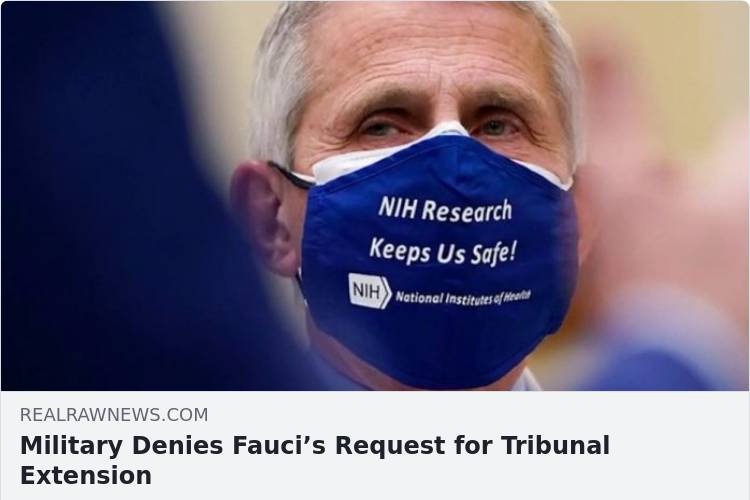 NIH Research
Keeps Us Safe!
NIH National Institutes of Health
REALRAWNEWS.COM
Military Denies Fauci’s Request for Tribunal
Extension